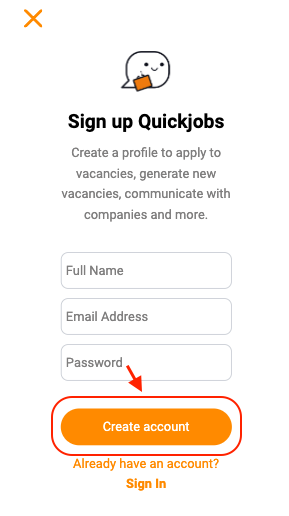 Sign up Quickjobs
Create a profile to apply to
vacancies, generate new
vacancies, communicate with
companies and more.
Full Name
Email Address
Password
Create account
Already have an account?
Sign In